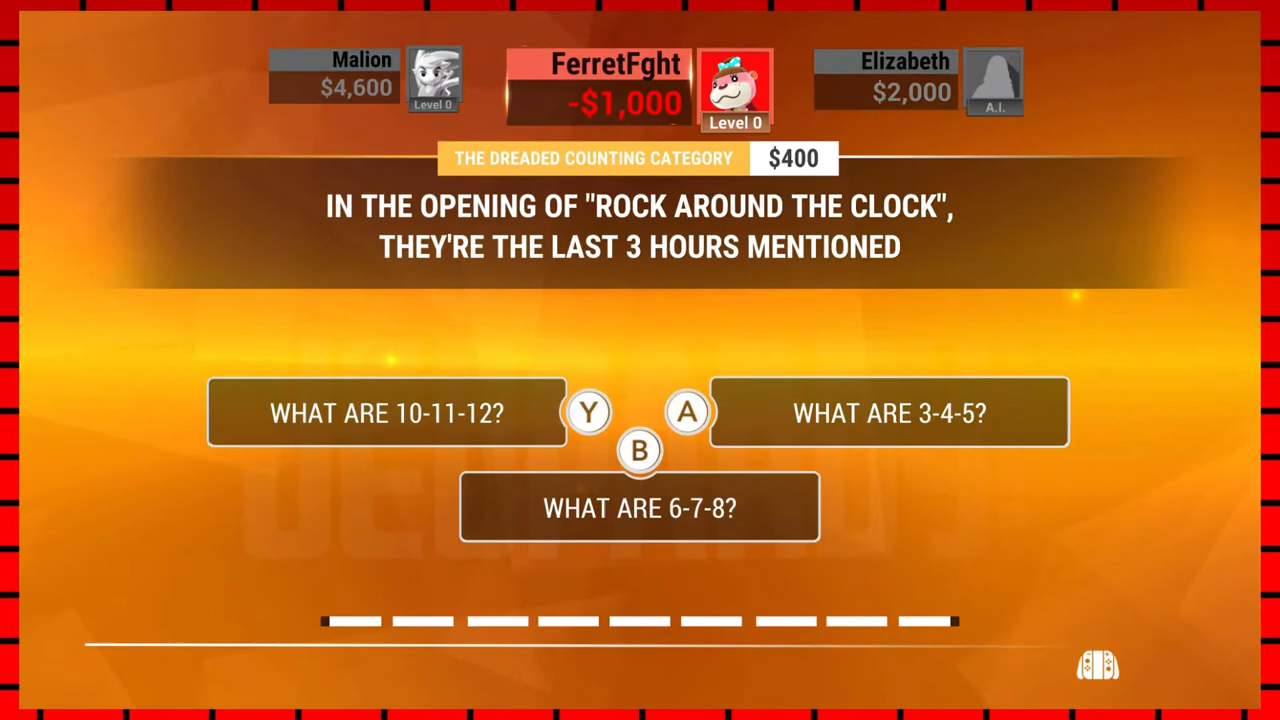 Malion
$4,600
Level 0
FerretFght
-$1,000
Level 0
Elizabeth
$2,000
A.I.
THE DREADED COUNTING CATEGORY
$400
IN THE OPENING OF "ROCK AROUND THE CLOCK",
THEY'RE THE LAST 3 HOURS MENTIONED
WHAT ARE 10-11-12?
Y
A
WHAT ARE 3-4-5?
B
WHAT ARE 6-7-8?
JEOPARDY